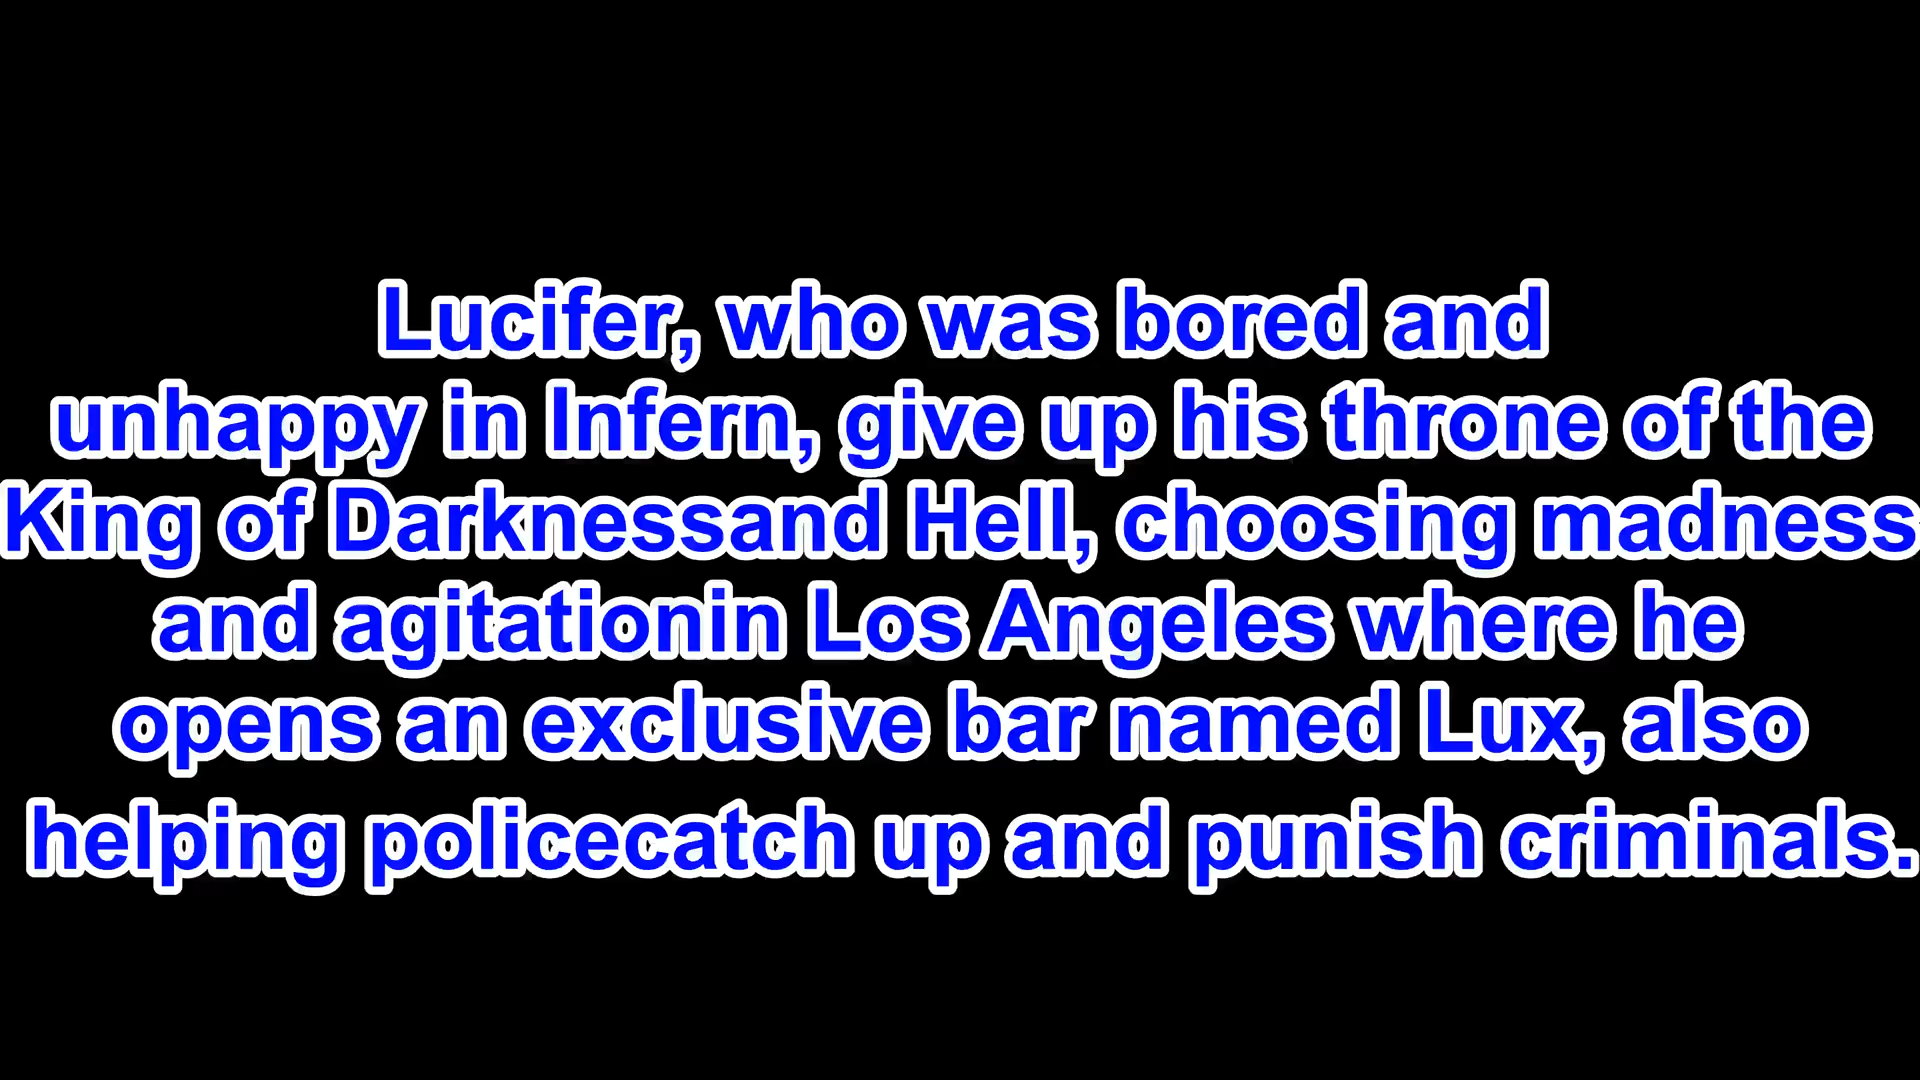 Lucifer, who was bored and
unhappy in Infern, give up his throne of the
King of Darknessand Hell, choosing madness
and agitationin Los Angeles where he
opens an exclusive bar named Lux, also
helping policecatch up and punish criminals.